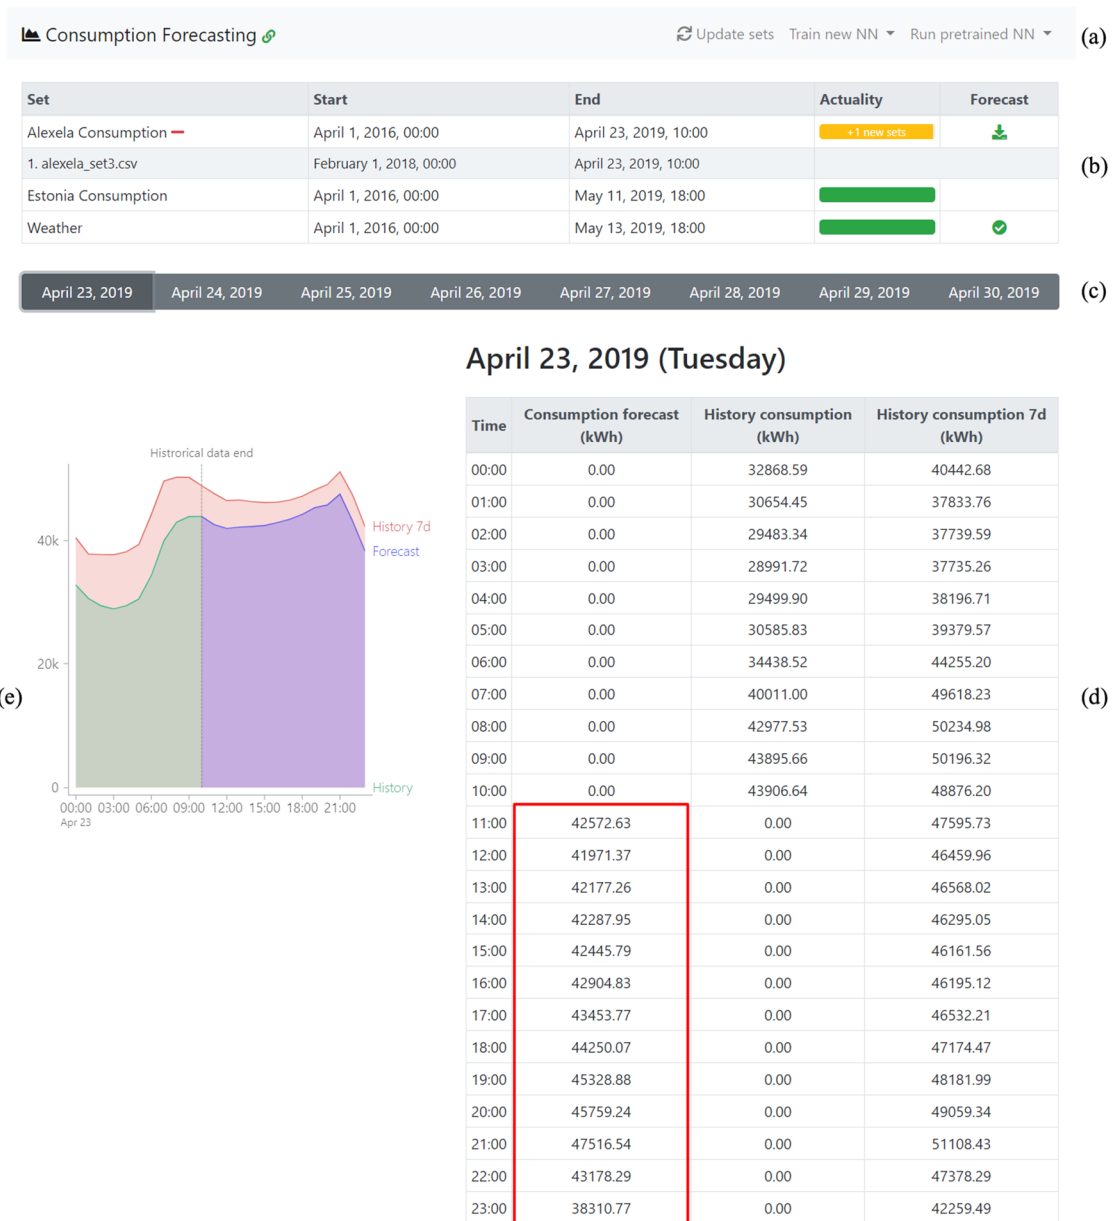 Consumption Forecasting Update sets Train new NN Run pretrained NN (a)
Set Start End Actuality Forecast
Alexela Consumption April 1, 2016, 00:00 April 23, 2019, 10:00 +1 new sets
1. alexela_set3.csv February 1, 2018, 00:00 April 23, 2019, 10:00
(b)
Estonia Consumption April 1, 2016, 00:00 May 11, 2019, 18:00
Weather April 1, 2016, 00:00 May 13, 2019, 18:00
April 23, 2019 April 24, 2019 April 25, 2019 April 26, 2019 April 27, 2019 April 28, 2019 April 29, 2019 April 30, 2019 (c)
April 23, 2019 (Tuesday)
Time Consumption forecast (kWh) History consumption (kWh) History consumption 7d (kWh)
00:00 0.00 32868.59 40442.68
01:00 0.00 30654.45 37833.76
02:00 0.00 29483.34 37739.59
03:00 0.00 28991.72 37735.26
04:00 0.00 29499.90 38196.71
05:00 0.00 30585.83 39379.57
06:00 0.00 34438.52 44255.20
07:00 0.00 40011.00 49618.23
08:00 0.00 42977.53 50234.98
09:00 0.00 43895.66 50196.32
10:00 0.00 43906.64 48876.20
11:00 42572.63 0.00 47595.73
12:00 41971.37 0.00 46459.96
13:00 42177.26 0.00 46568.02
14:00 42287.95 0.00 46295.05
15:00 42445.79 0.00 46161.56
16:00 42904.83 0.00 46195.12
17:00 43453.77 0.00 46532.21
18:00 44250.07 0.00 47174.47
19:00 45328.88 0.00 48181.99
20:00 45759.24 0.00 49059.34
21:00 47516.54 0.00 51108.43
22:00 43178.29 0.00 47378.29
23:00 38310.77 0.00 42259.49
(d)
Histrorical data end
History 7d
Forecast
History
40k
20k
0
00:00 03:00 06:00 09:00 12:00 15:00 18:00 21:00
Apr 23
(e)